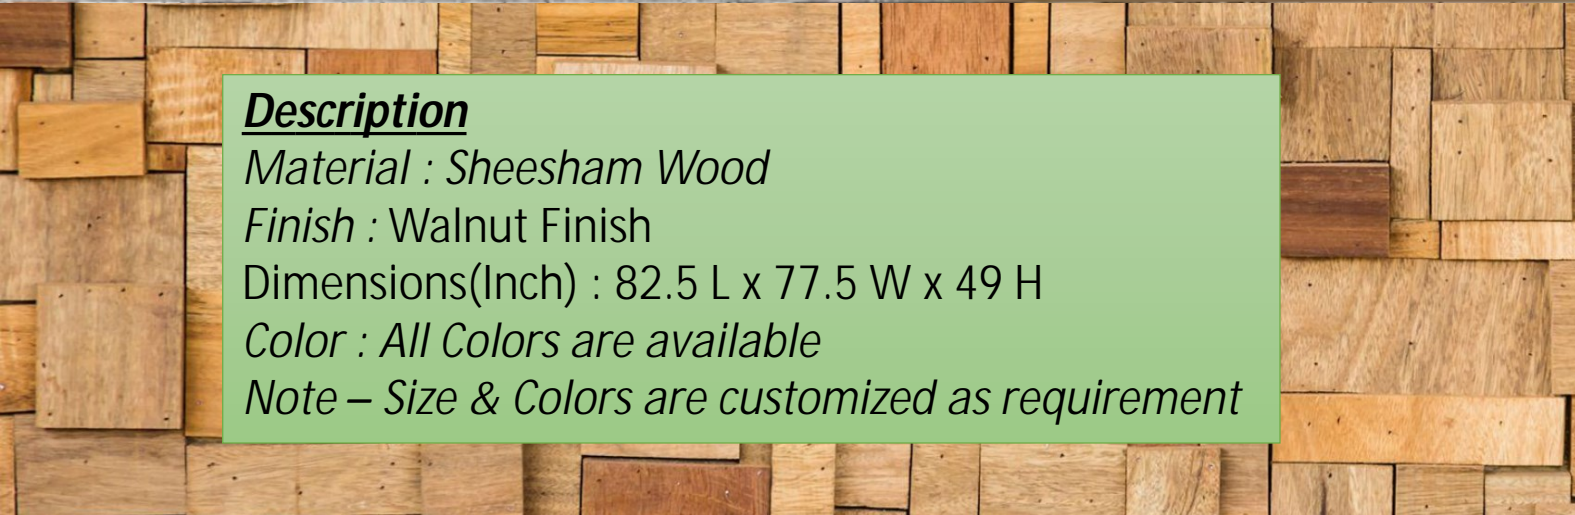 Description
Material : Sheesham Wood
Finish : Walnut Finish
Dimensions(Inch) : 82.5 L x 77.5 W x 49 H
Color : All Colors are available
Note – Size & Colors are customized as requirement